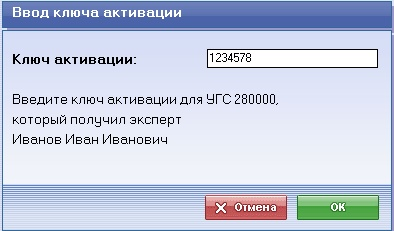 Ввод ключа активации
Ключ активации: 1234578
Введите ключ активации для УГС 280000,
который получил эксперт
Иванов Иван Иванович
Отмена OK